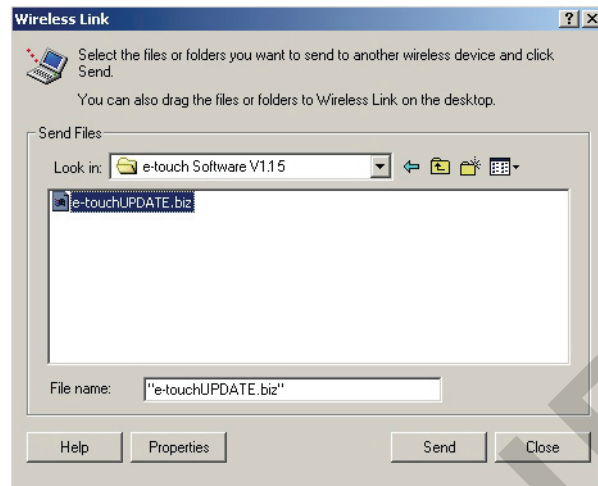 Wireless Link
Select the files or folders you want to send to another wireless device and click
Send.
You can also drag the files or folders to Wireless Link on the desktop.
Send Files
Look in: e-touch Software V1.15
e-touchUPDATE.biz
File name: "e-touchUPDATE.biz"
Help Properties Send Close